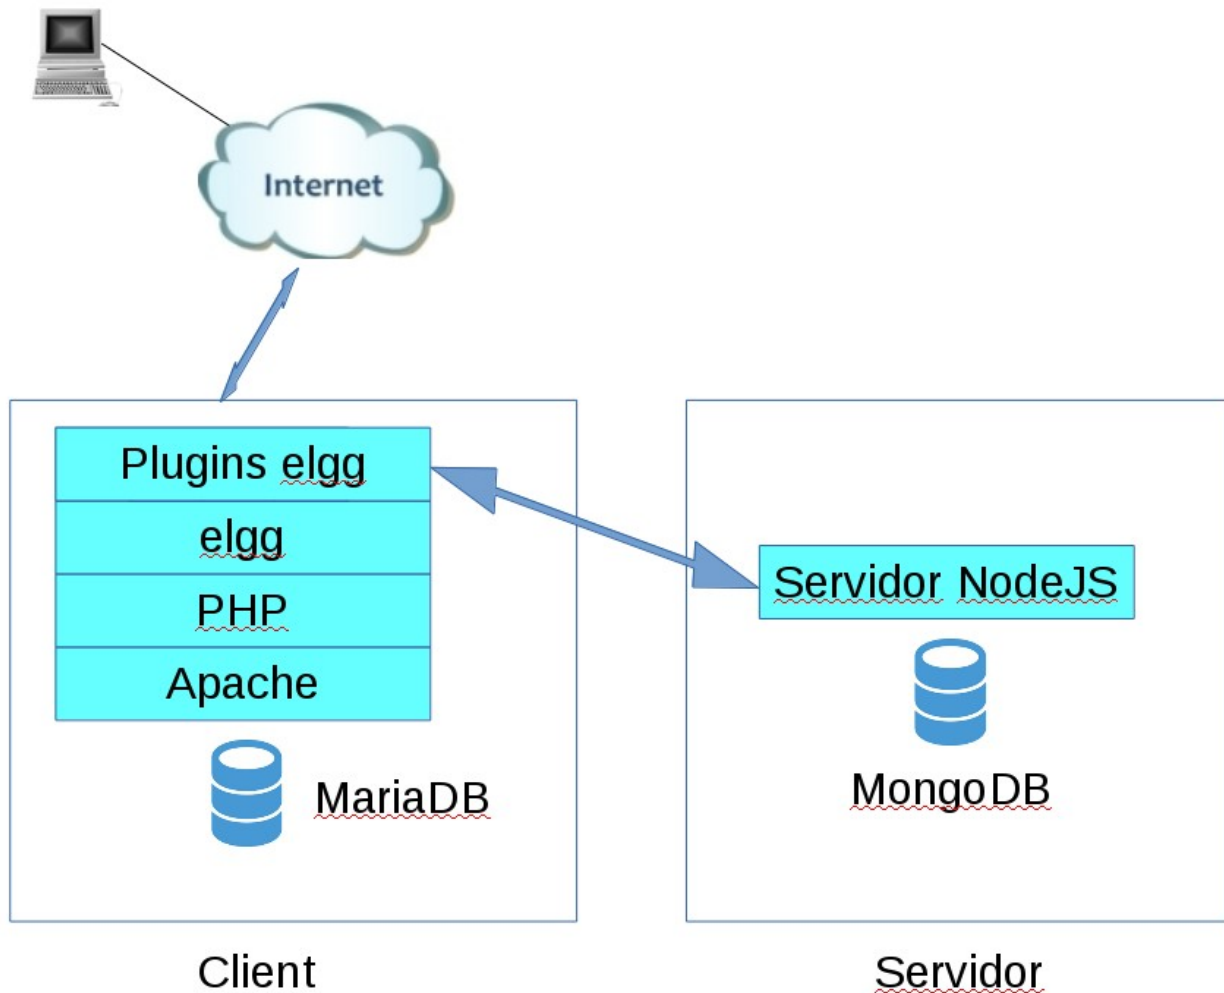 Internet
Plugins elgg
elgg
PHP
Apache
MariaDB
Client
Servidor NodeJS
MongoDB
Servidor